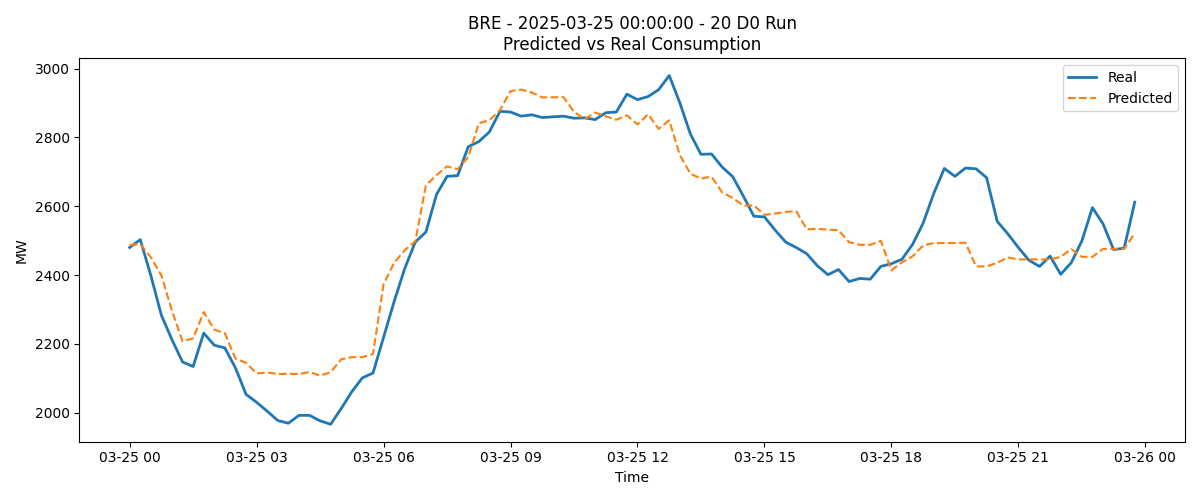 BRE - 2025-03-25 00:00:00 - 20 D0 Run
Predicted vs Real Consumption
Real
Predicted
MW
3000
2800
2600
2400
2200
2000
03-25 00
03-25 03
03-25 06
03-25 09
03-25 12
03-25 15
03-25 18
03-25 21
03-26 00
Time